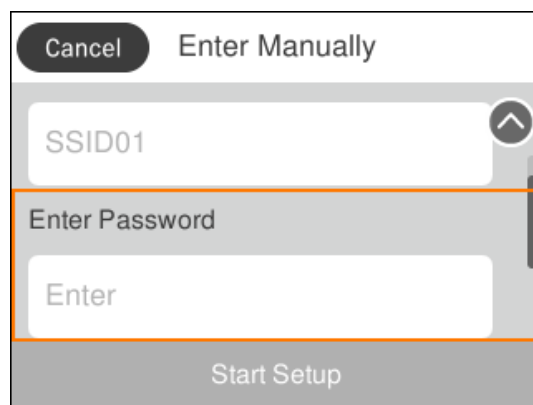 Cancel Enter Manually
SSID01
Enter Password
Enter
Start Setup